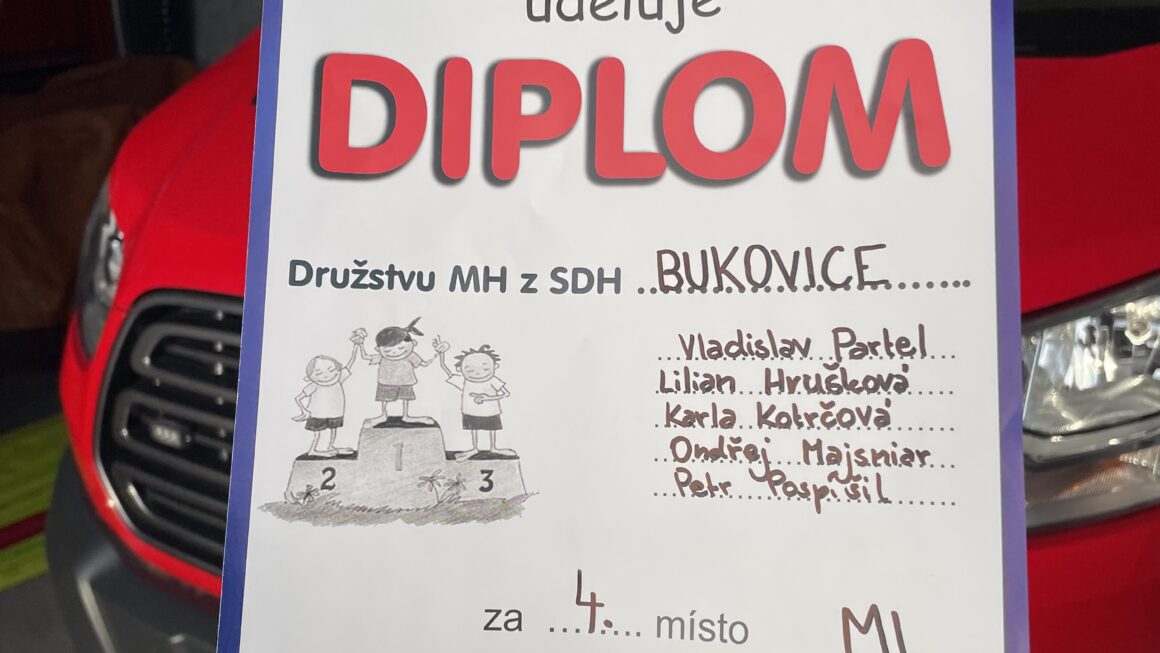 uděluje
DIPLOM
Družstvu MH z SDH ..BUKOVICE......
..Vladislav Partel...
Lilian Hrušková
Karla Kotrčová
Ondřej Majsniar
Petr Pospíšil
1
2
3
za ...4..... místo